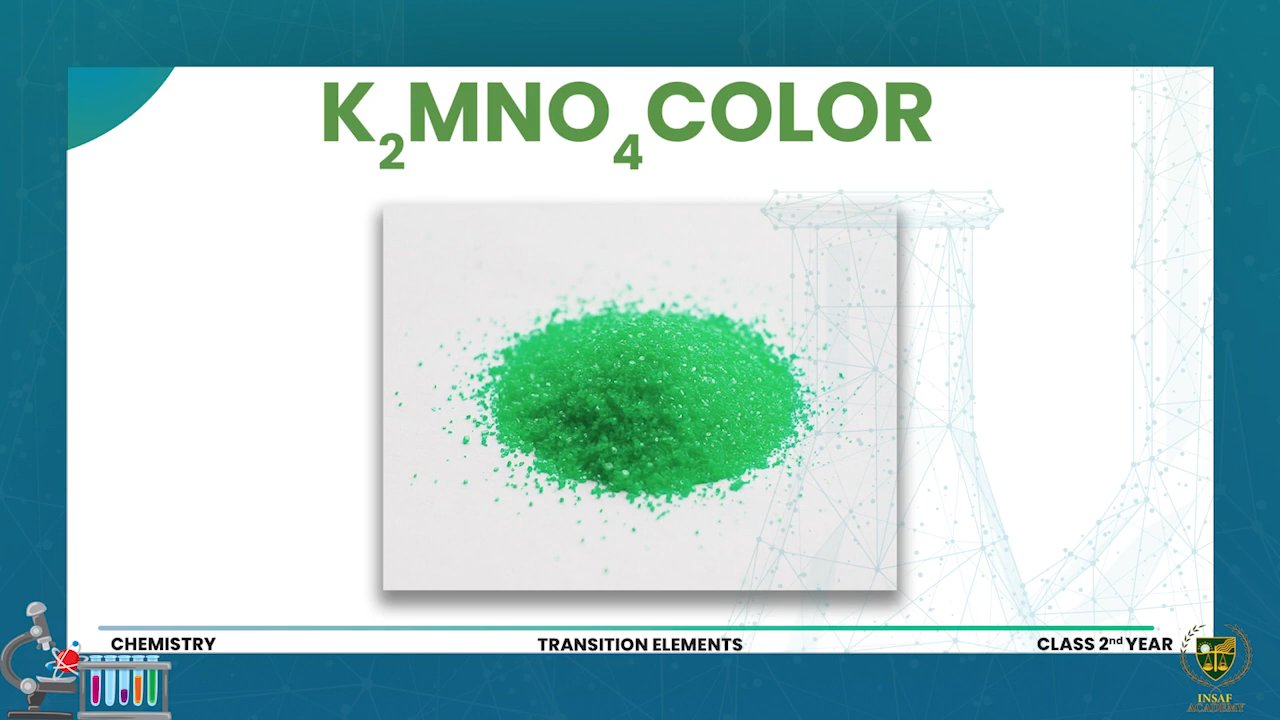 K₂MNO₄COLOR
CHEMISTRY
TRANSITION ELEMENTS
CLASS 2nd YEAR
INSAF
ACADEMY